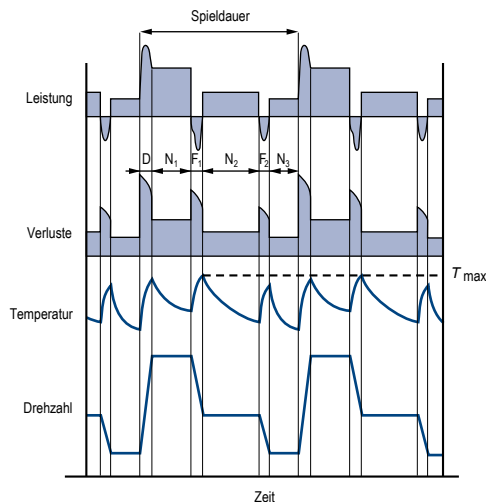 Spieldauer
Leistung
D N₁ F₁ N₂ F₂ N₃
Verluste
T max
Temperatur
Drehzahl
Zeit